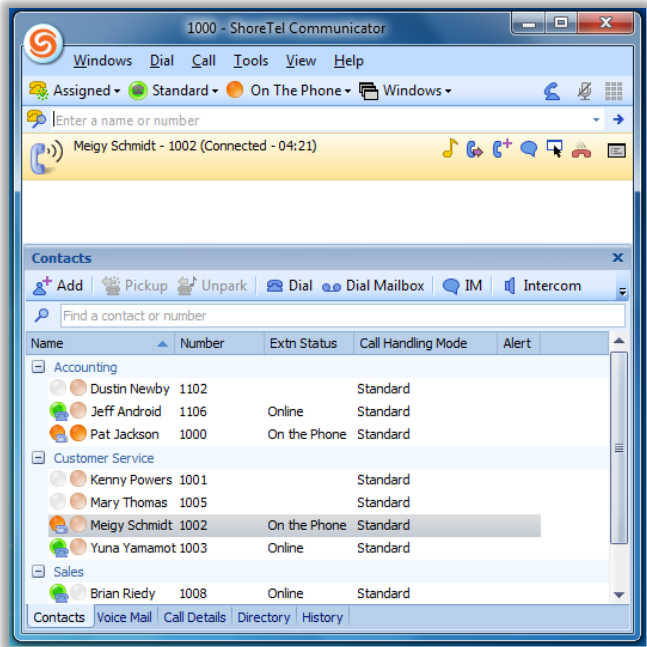 1000 - ShoreTel Communicator
Windows Dial Call Tools View Help
Assigned Standard On The Phone Windows
Enter a name or number
Meigy Schmidt - 1002 (Connected - 04:21)
Contacts
Add Pickup Unpark Dial Dial Mailbox IM Intercom
Find a contact or number
Name Number Extn Status Call Handling Mode Alert
Accounting
Dustin Newby 1102 Standard
Jeff Android 1106 Online Standard
Pat Jackson 1000 On the Phone Standard
Customer Service
Kenny Powers 1001 Standard
Mary Thomas 1005 Standard
Meigy Schmidt 1002 On the Phone Standard
Yuna Yamamot 1003 Online Standard
Sales
Brian Riedy 1008 Online Standard
Contacts Voice Mail Call Details Directory History